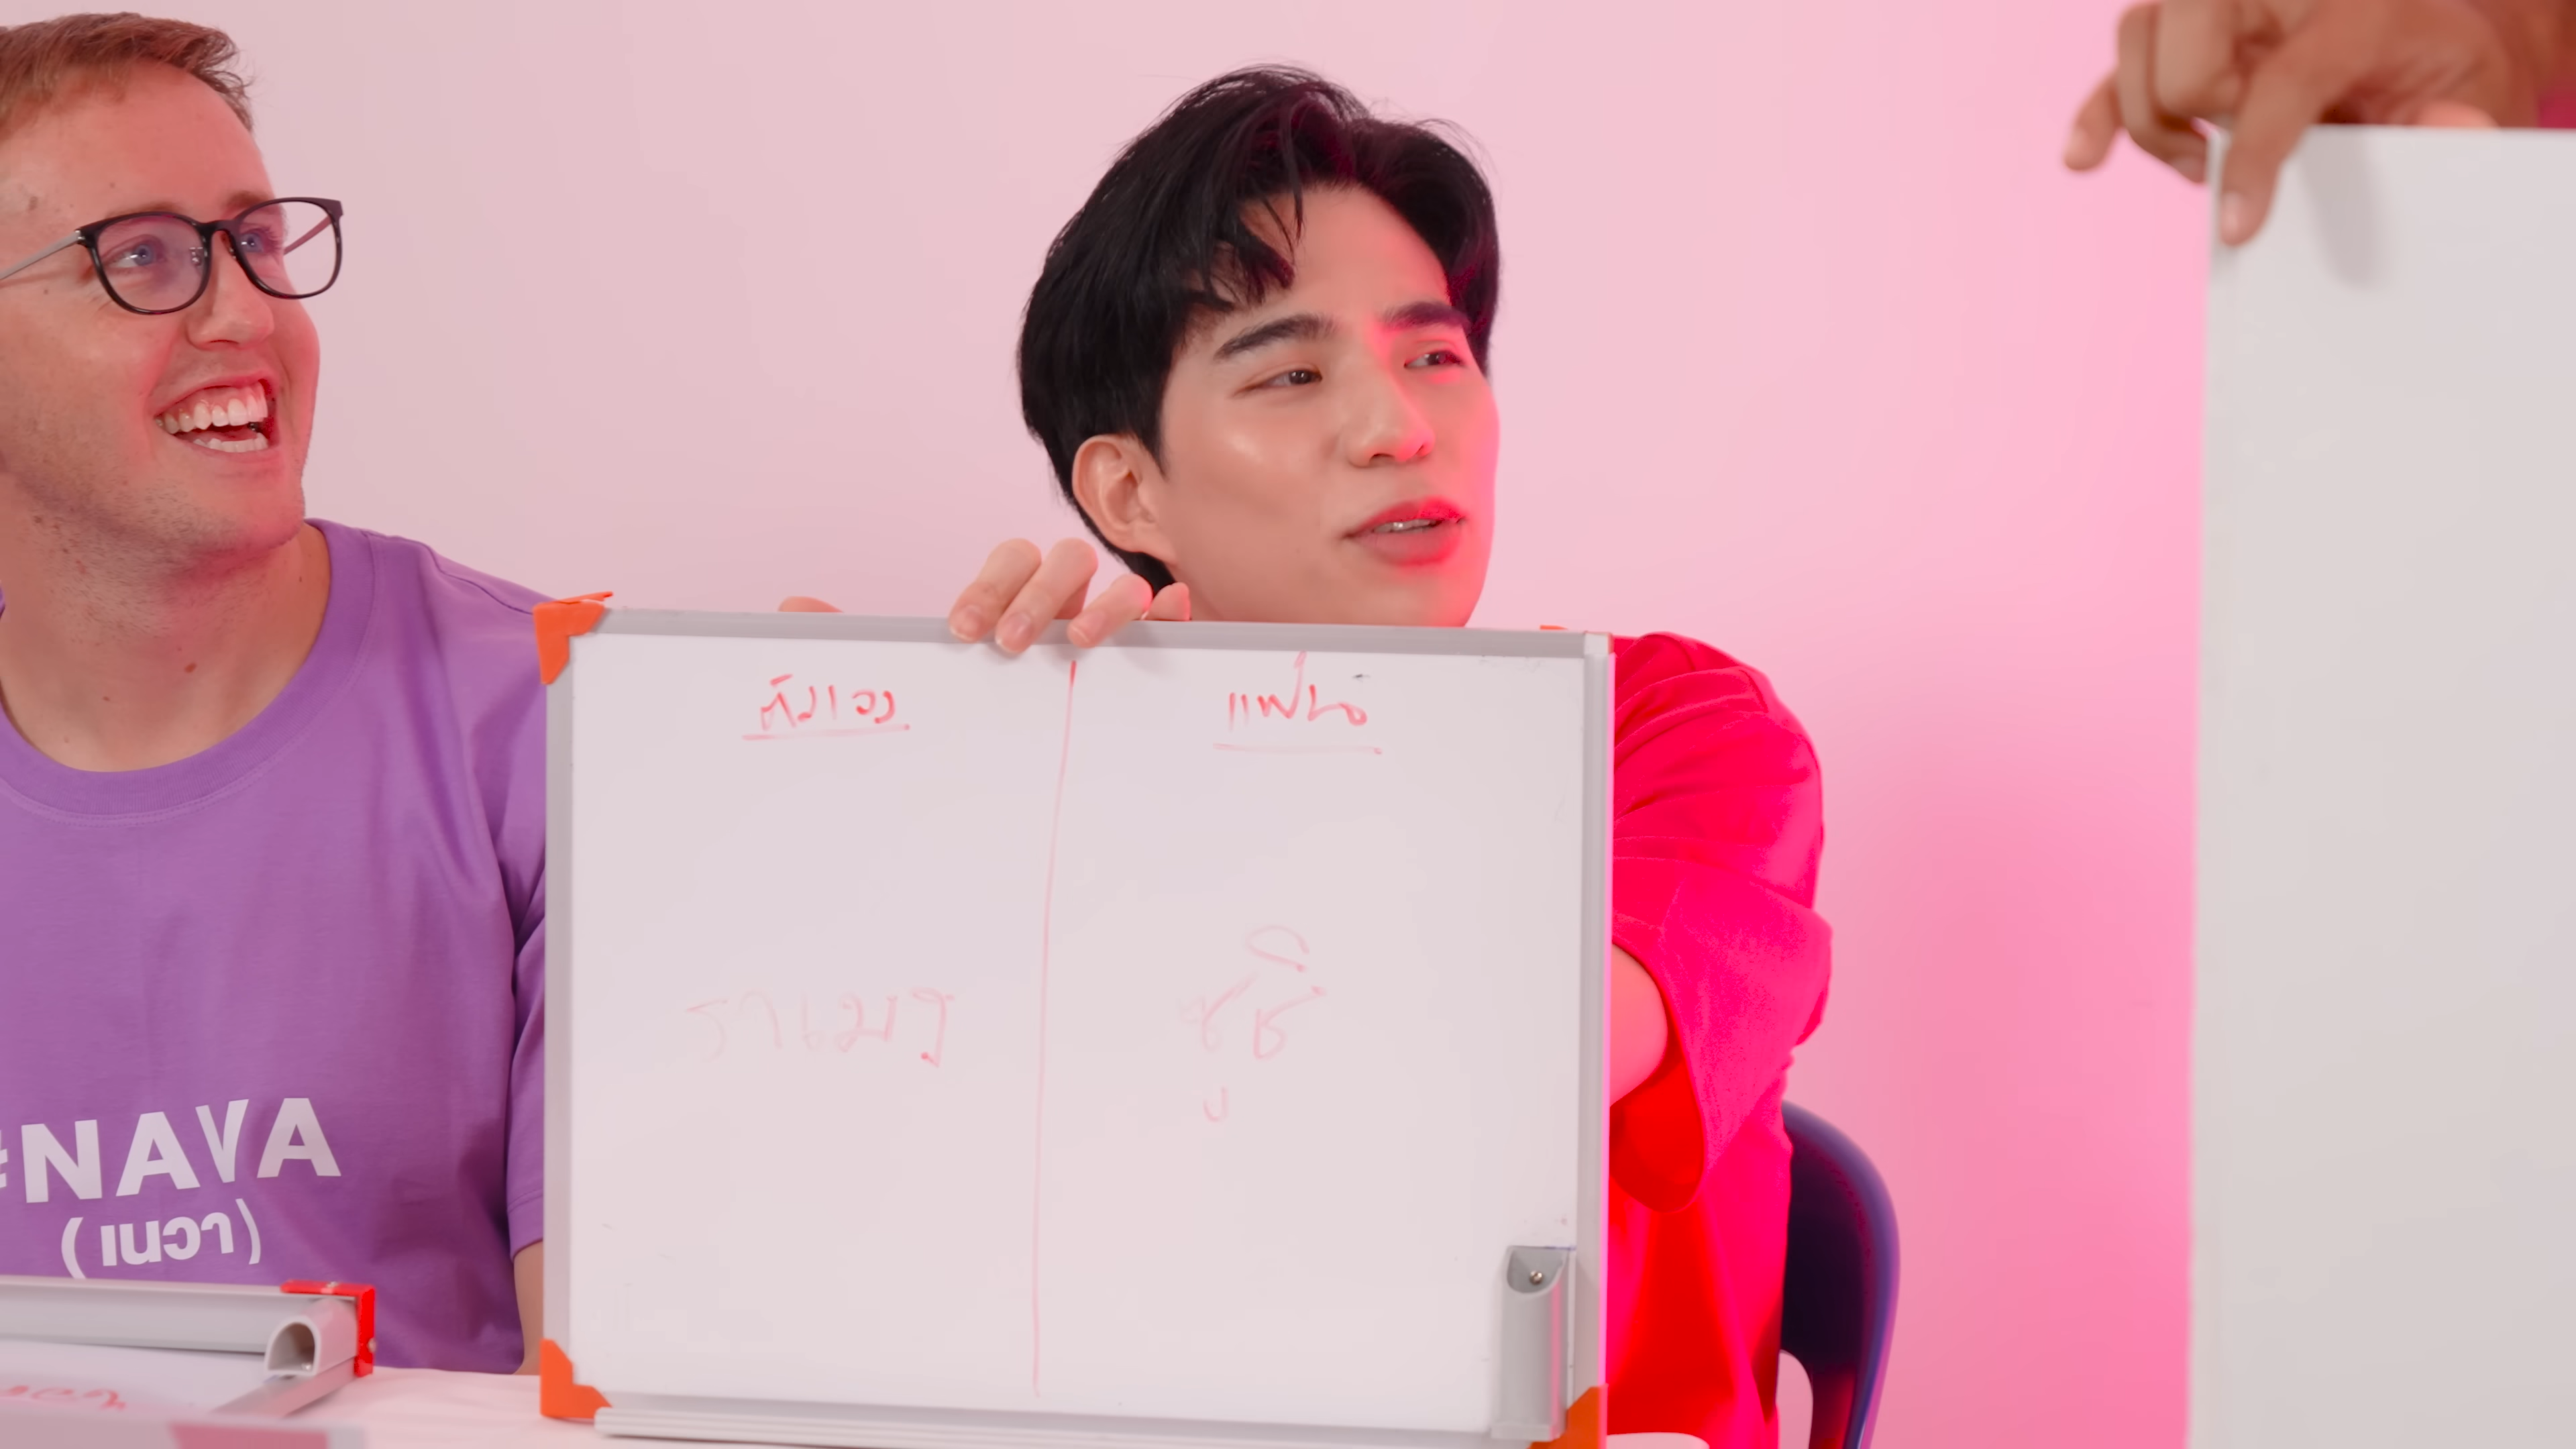 ตัวเอง
แฟน
ราเมง
ซูชิ
#NAVA
(เนวา)